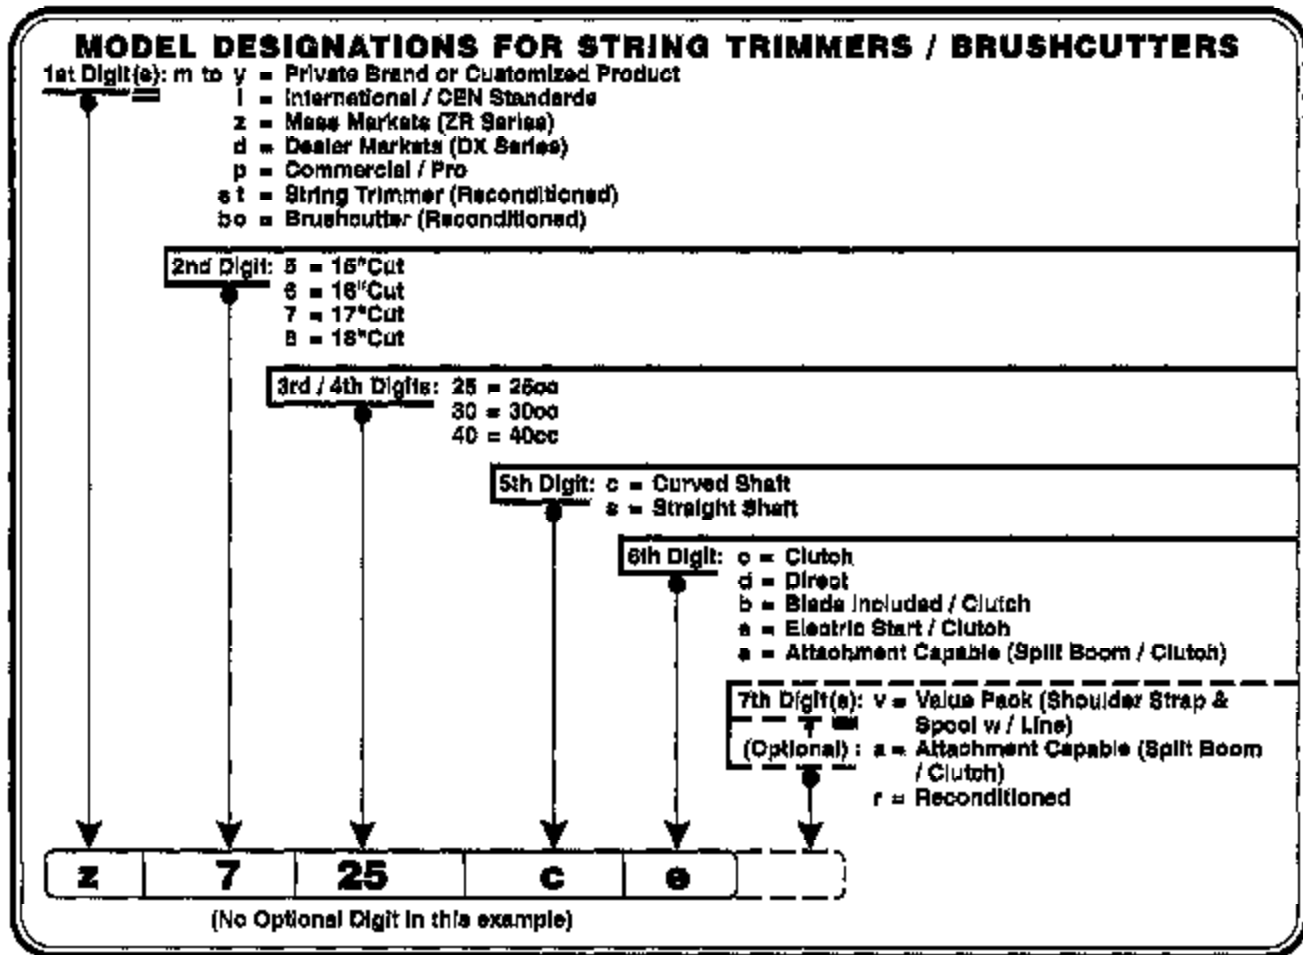 MODEL DESIGNATIONS FOR STRING TRIMMERS / BRUSHCUTTERS
1st Digit(s): m to y = Private Brand or Customized Product
i = International / CEN Standards
z = Mass Markets (ZR Series)
d = Dealer Markets (DX Series)
p = Commercial / Pro
st = String Trimmer (Reconditioned)
bc = Brushcutter (Reconditioned)
2nd Digit: 5 = 15"Cut
6 = 16"Cut
7 = 17"Cut
8 = 18"Cut
3rd / 4th Digits: 25 = 25cc
30 = 30cc
40 = 40cc
5th Digit: c = Curved Shaft
s = Straight Shaft
6th Digit: c = Clutch
d = Direct
b = Blade Included / Clutch
e = Electric Start / Clutch
a = Attachment Capable (Split Boom / Clutch)
7th Digit(s): v = Value Pack (Shoulder Strap &
Spool w / Line)
(Optional) : a = Attachment Capable (Split Boom
/ Clutch)
r = Reconditioned
z 7 25 c e
(No Optional Digit in this example)